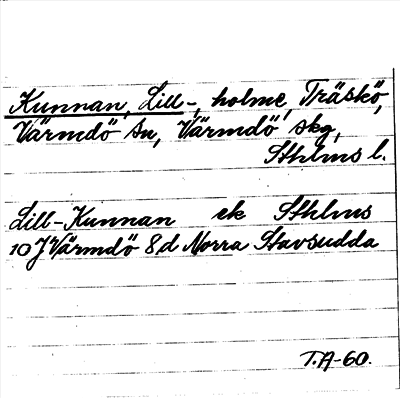 Kunnan, Lill-, holme, Träskö,
Värmdö sn, Värmdö skg,
Sthlms l.
Lill-Kunnan ek Sthlms
10 J Värmdö 8 d Norra Stavsudda
T.A-60.